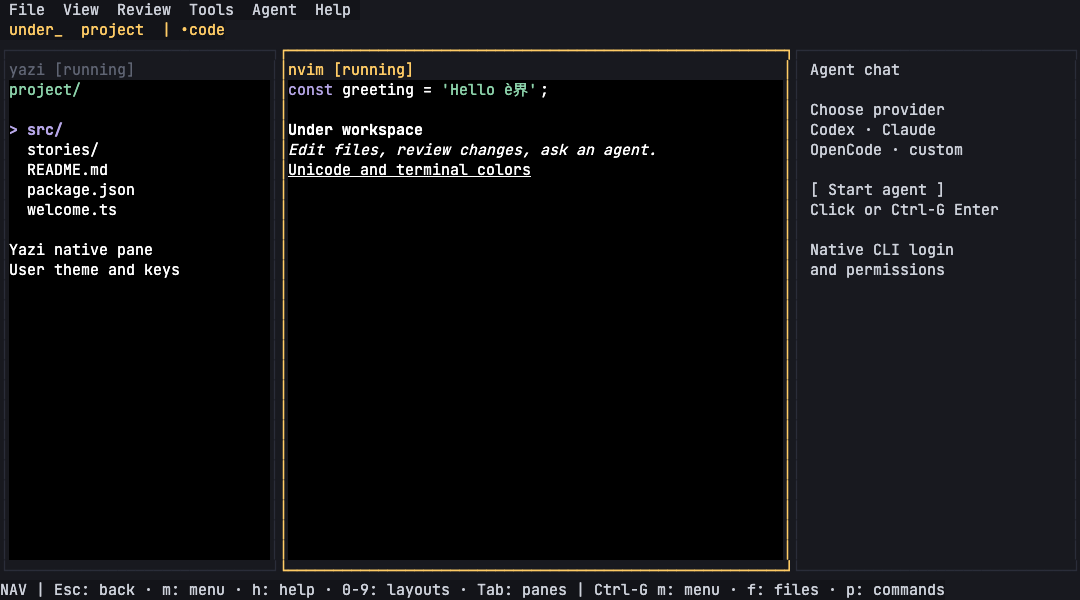 File View Review Tools Agent Help
under_ project | •code
yazi [running]
project/
> src/
stories/
README.md
package.json
welcome.ts
Yazi native pane
User theme and keys
nvim [running]
const greeting = 'Hello è界';
Under workspace
Edit files, review changes, ask an agent.
Unicode and terminal colors
Agent chat
Choose provider
Codex · Claude
OpenCode · custom
[ Start agent ]
Click or Ctrl-G Enter
Native CLI login
and permissions
NAV | Esc: back · m: menu · h: help · 0-9: layouts · Tab: panes | Ctrl-G m: menu · f: files · p: commands